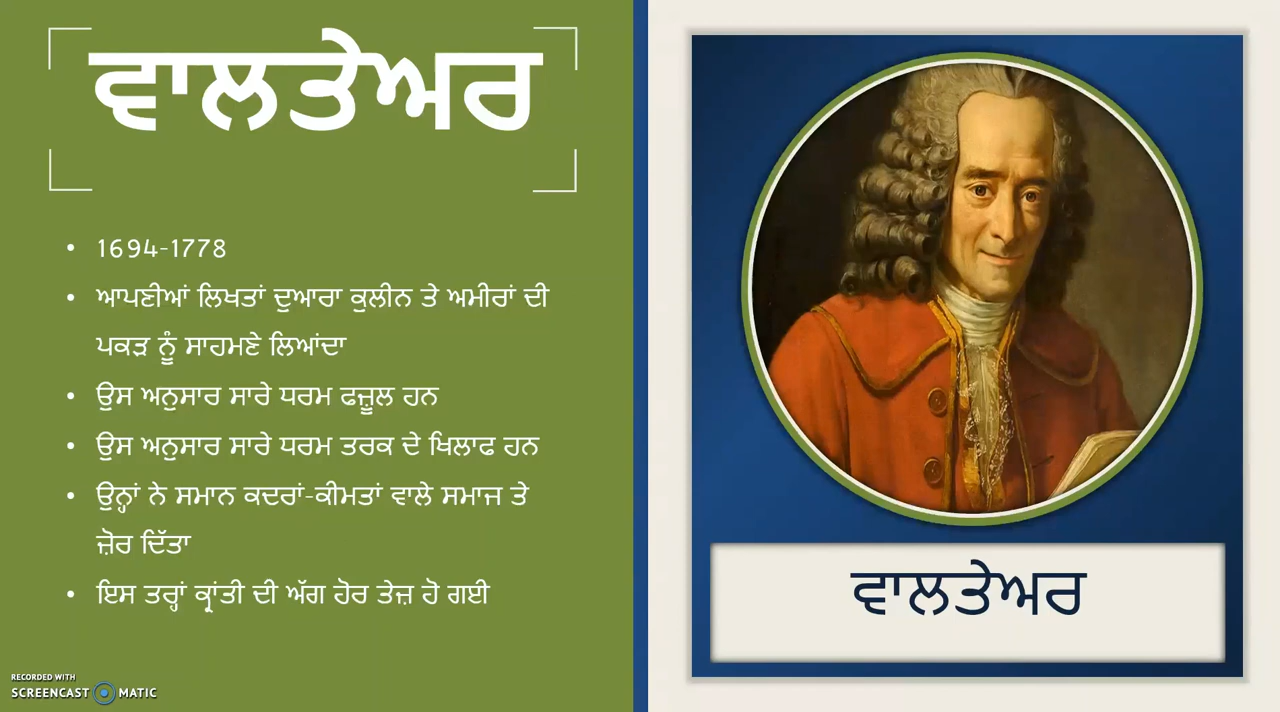 ਵਾਲਤੇਅਰ
• 1694-1778
• ਆਪਣੀਆਂ ਲਿਖਤਾਂ ਦੁਆਰਾ ਕੁਲੀਨ ਤੇ ਅਮੀਰਾਂ ਦੀ
ਪਕੜ ਨੂੰ ਸਾਹਮਣੇ ਲਿਆਂਦਾ
• ਉਸ ਅਨੁਸਾਰ ਸਾਰੇ ਧਰਮ ਫਜ਼ੂਲ ਹਨ
• ਉਸ ਅਨੁਸਾਰ ਸਾਰੇ ਧਰਮ ਤਰਕ ਦੇ ਖਿਲਾਫ ਹਨ
• ਉਨ੍ਹਾਂ ਨੇ ਸਮਾਨ ਕਦਰਾਂ-ਕੀਮਤਾਂ ਵਾਲੇ ਸਮਾਜ ਤੇ
ਜ਼ੋਰ ਦਿੱਤਾ
• ਇਸ ਤਰ੍ਹਾਂ ਕ੍ਰਾਂਤੀ ਦੀ ਅੱਗ ਹੋਰ ਤੇਜ਼ ਹੋ ਗਈ
ਵਾਲਤੇਅਰ
RECORDED WITH
SCREENCAST MATIC